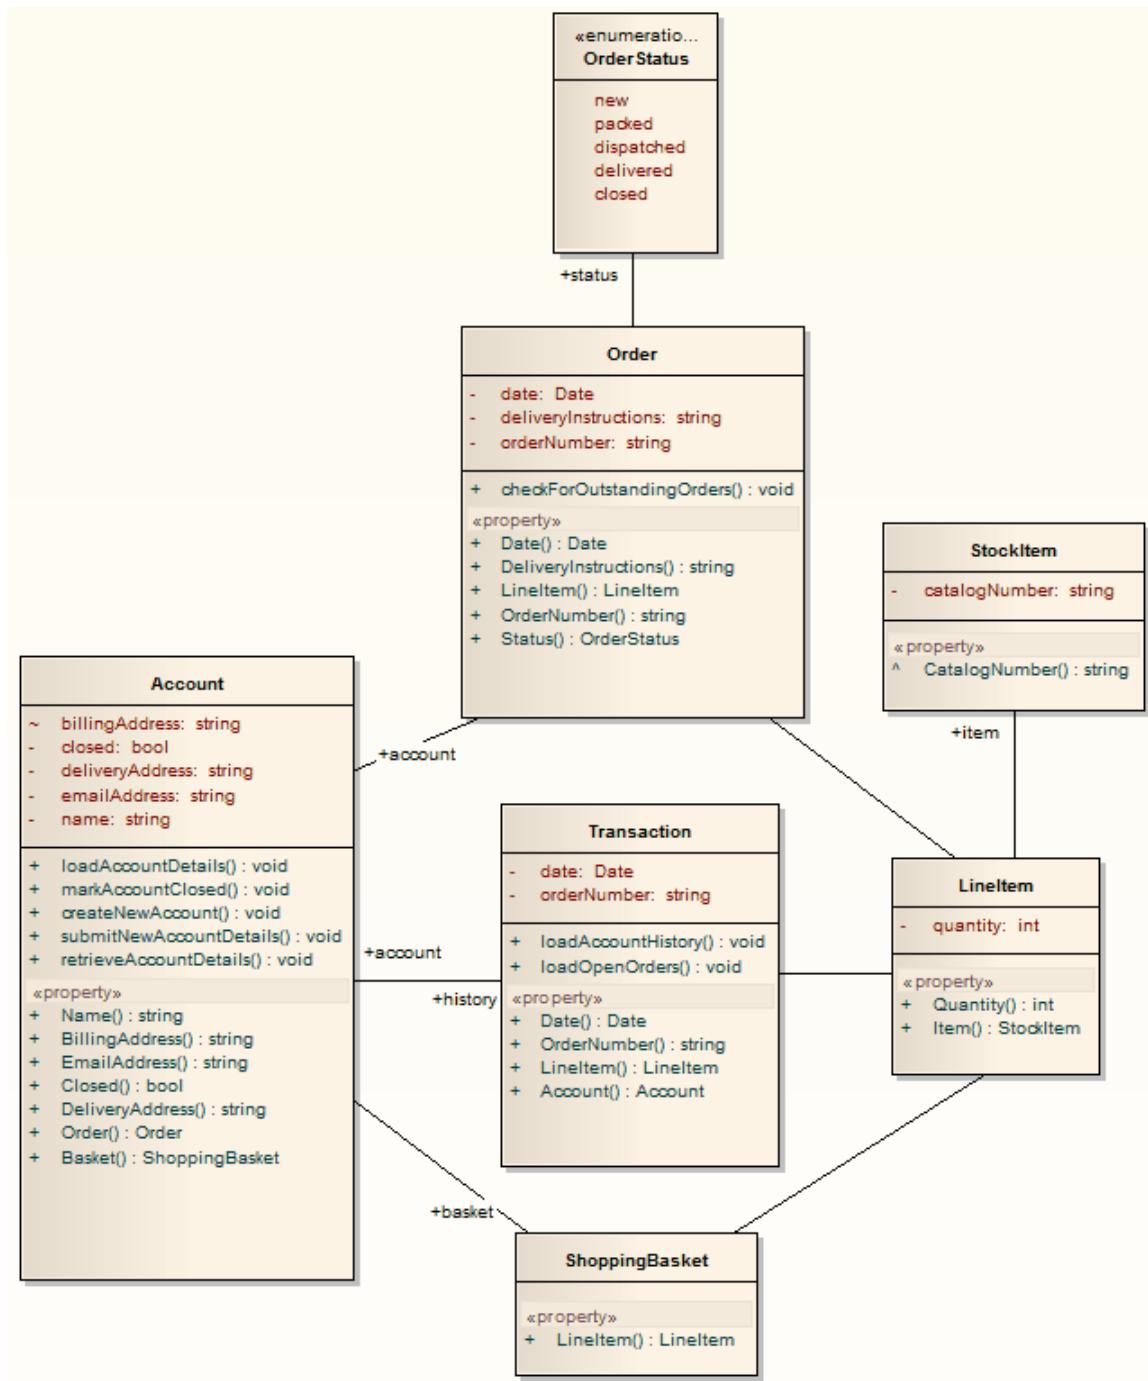 «enumeratio...
OrderStatus
new
packed
dispatched
delivered
closed
+status
Order
- date: Date
- deliveryInstructions: string
- orderNumber: string
+ checkForOutstandingOrders() : void
«property»
+ Date() : Date
+ DeliveryInstructions() : string
+ LineItem() : LineItem
+ OrderNumber() : string
+ Status() : OrderStatus
StockItem
- catalogNumber: string
«property»
^ CatalogNumber() : string
+item
Account
~ billingAddress: string
- closed: bool
- deliveryAddress: string
- emailAddress: string
- name: string
+ loadAccountDetails() : void
+ markAccountClosed() : void
+ createNewAccount() : void
+ submitNewAccountDetails() : void
+ retrieveAccountDetails() : void
«property»
+ Name() : string
+ BillingAddress() : string
+ EmailAddress() : string
+ Closed() : bool
+ DeliveryAddress() : string
+ Order() : Order
+ Basket() : ShoppingBasket
+account
+account
+history
+basket
Transaction
- date: Date
- orderNumber: string
+ loadAccountHistory() : void
+ loadOpenOrders() : void
«property»
+ Date() : Date
+ OrderNumber() : string
+ LineItem() : LineItem
+ Account() : Account
LineItem
- quantity: int
«property»
+ Quantity() : int
+ Item() : StockItem
ShoppingBasket
«property»
+ LineItem() : LineItem